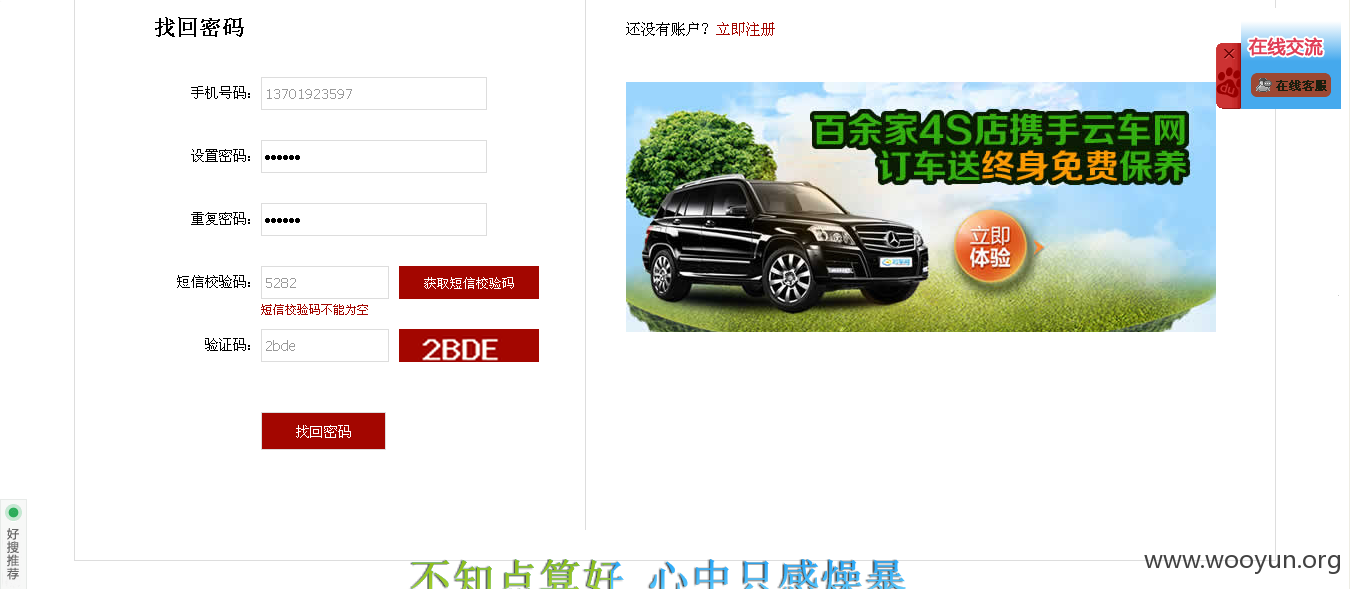 找回密码
手机号码：
13701923597
设置密码：
••••••
重复密码：
••••••
短信校验码：
5282
获取短信校验码
短信校验码不能为空
验证码：
2bde
2BDE
找回密码
还没有账户？立即注册
百余家4S店携手云车网
订车送终身免费保养
立即
体验
在线交流
du
在线客服
好搜推荐
不知点算好 心中只感燥暴
www.wooyun.org